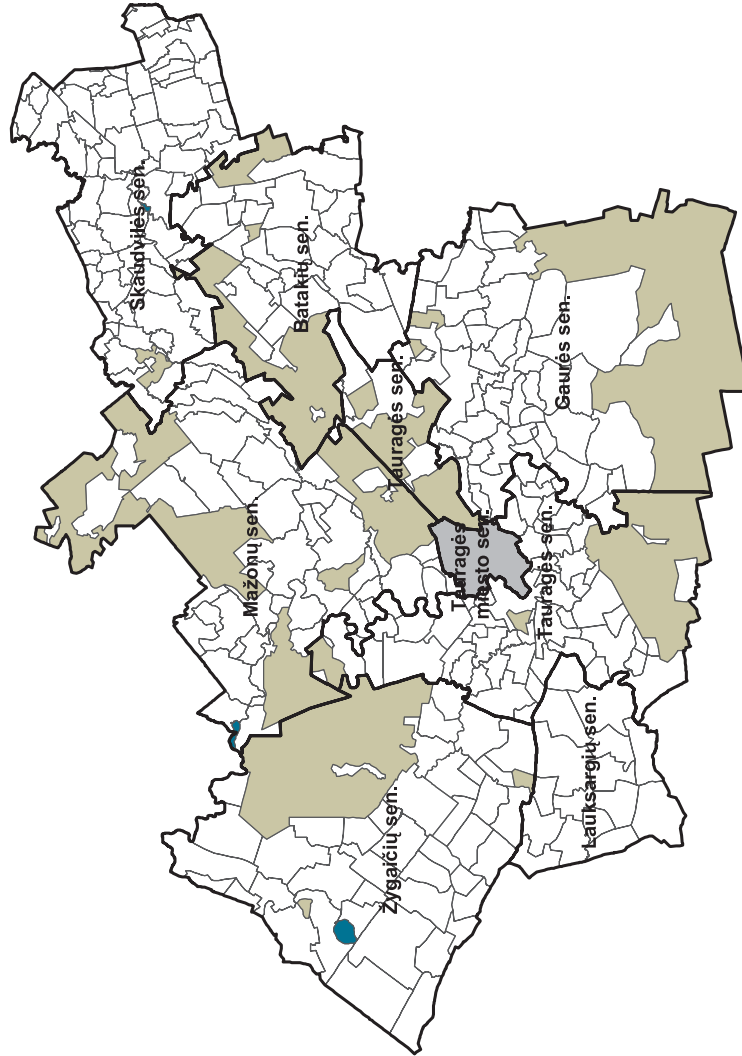 Skaudvilės sen.
Batakių sen.
Gaurės sen.
Tauragės sen.
Mažonų sen.
Tauragės
miesto sen.
Tauragės sen.
Lauksargių sen.
Žygaičių sen.